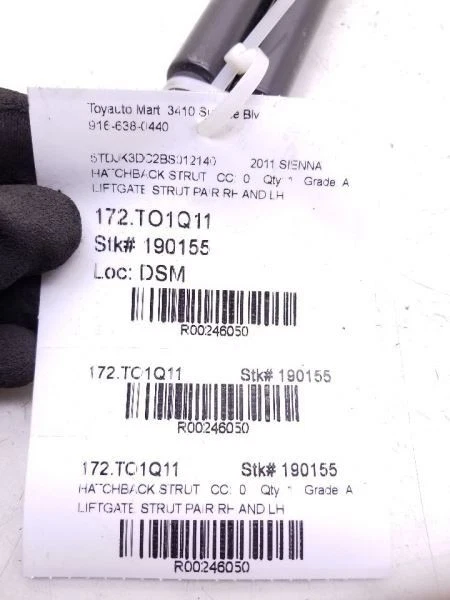 Toyauto Mart 3410 Su Blv
916-638-0440
5TDJK3DC2BS012140 2011 SIENNA
HATCHBACK STRUT CC: 0 Qty: 1 Grade: A
LIFTGATE STRUT PAIR RH AND LH
172.TO1Q11
Stk# 190155
Loc: DSM
R00246050
172.TO1Q11 Stk# 190155
R00246050
172.TO1Q11 Stk# 190155
HATCHBACK STRUT CC: 0 Qty: 1 Grade: A
LIFTGATE STRUT PAIR RH AND LH
R00246050